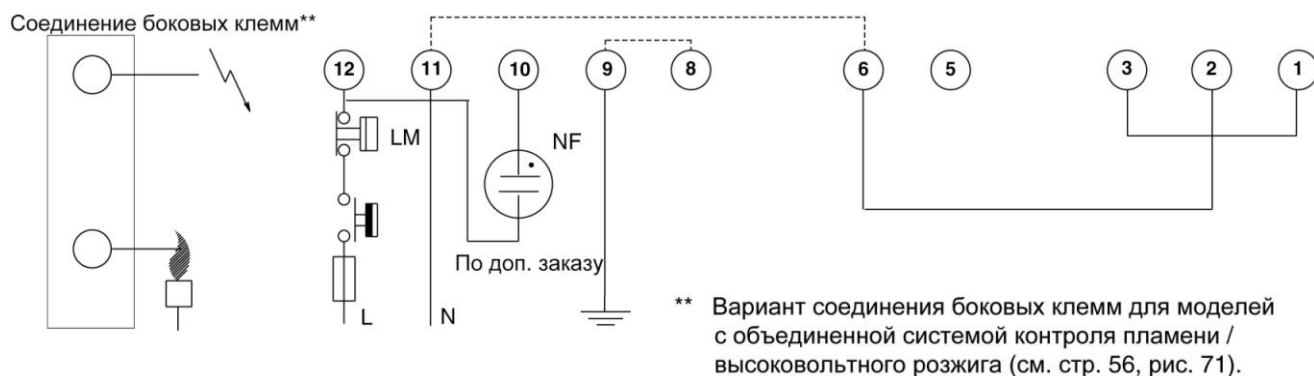 Соединение боковых клемм**
12 11 10 9 8 6 5 3 2 1
LM
NF
По доп. заказу
L N
** Вариант соединения боковых клемм для моделей
с объединенной системой контроля пламени /
высоковольтного розжига (см. стр. 56, рис. 71).